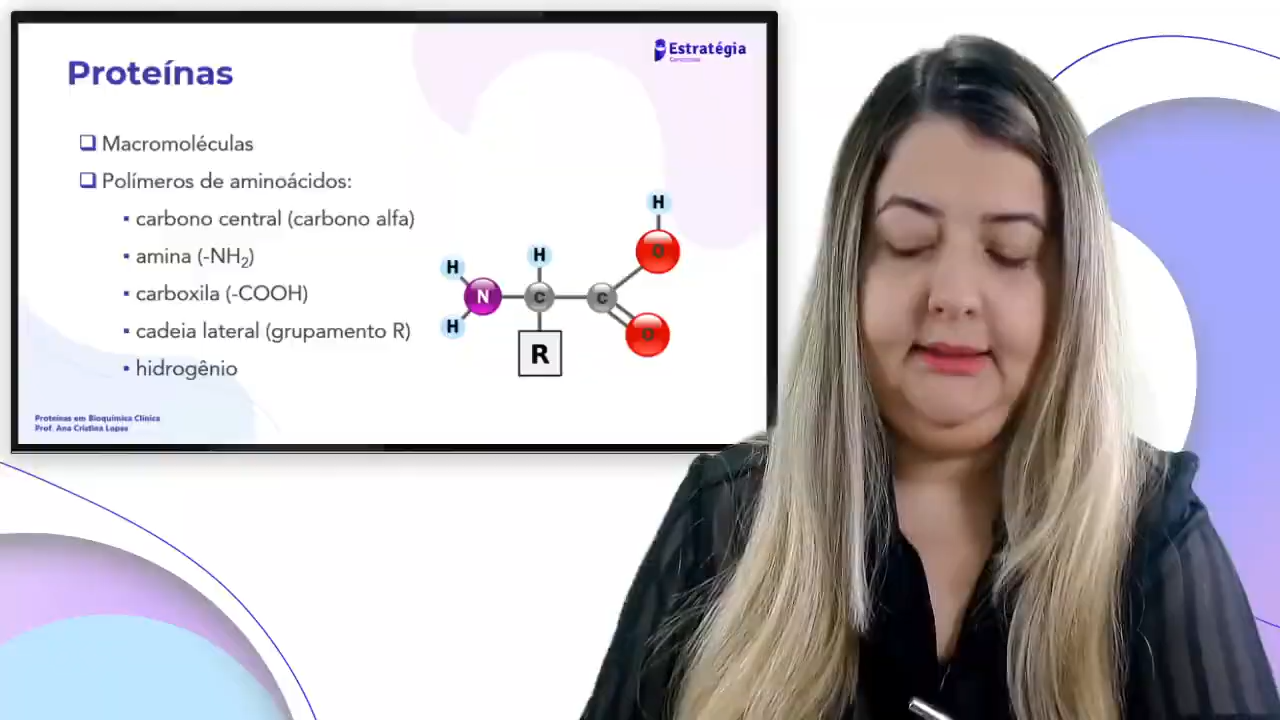 Estratégia
Concursos
Proteínas
❑ Macromoléculas
❑ Polímeros de aminoácidos:
▪ carbono central (carbono alfa)
▪ amina (-NH₂)
▪ carboxila (-COOH)
▪ cadeia lateral (grupamento R)
▪ hidrogênio
H
O
H
H
N
C
C
H
O
R
Proteínas em Bioquímica Clínica
Prof. Ana Cristina Lopes